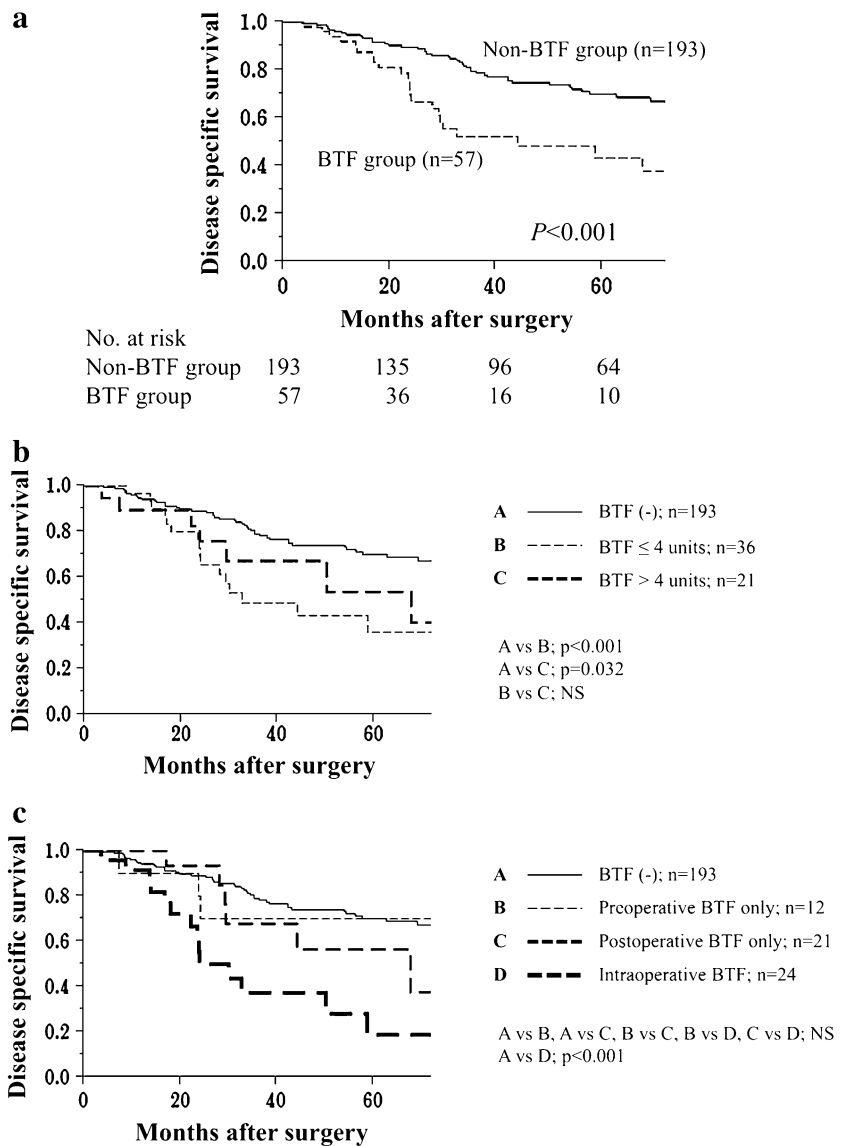 a
1.0
0.8
0.6
0.4
0.2
0.0
Disease specific survival
Non-BTF group (n=193)
BTF group (n=57)
P<0.001
0 20 40 60
Months after surgery
No. at risk
Non-BTF group 193 135 96 64
BTF group 57 36 16 10
b
1.0
0.8
0.6
0.4
0.2
0.0
Disease specific survival
0 20 40 60
Months after surgery
A BTF (-); n=193
B BTF ≤ 4 units; n=36
C BTF > 4 units; n=21
A vs B; p<0.001
A vs C; p=0.032
B vs C; NS
c
1.0
0.8
0.6
0.4
0.2
0.0
Disease specific survival
0 20 40 60
Months after surgery
A BTF (-); n=193
B Preoperative BTF only; n=12
C Postoperative BTF only; n=21
D Intraoperative BTF; n=24
A vs B, A vs C, B vs C, B vs D, C vs D; NS
A vs D; p<0.001